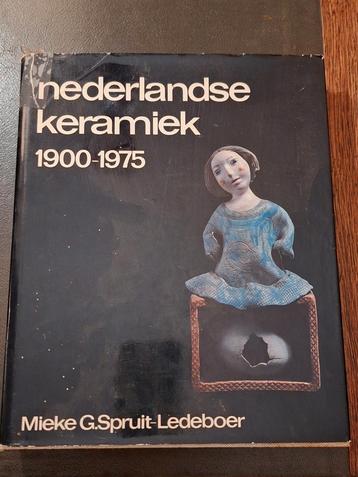 nederlandse
keramiek
1900-1975
Mieke G.Spruit-Ledeboer